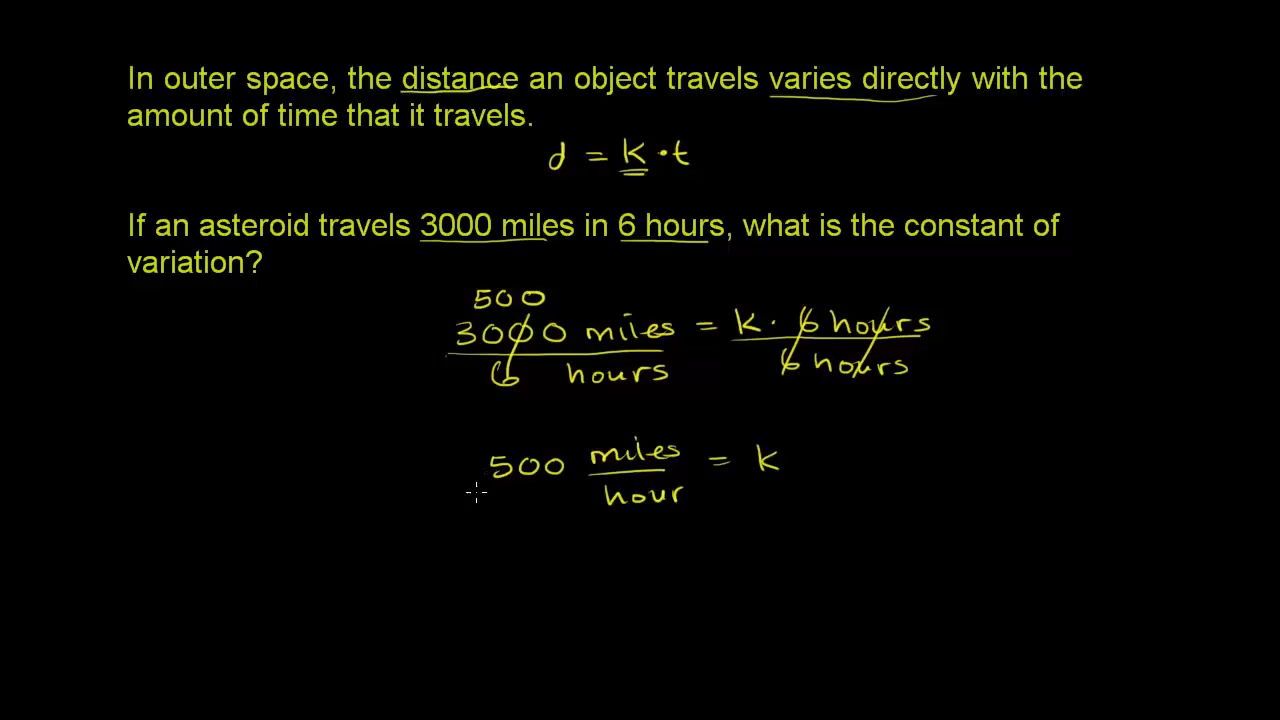 In outer space, the distance an object travels varies directly with the
amount of time that it travels.
d = k · t
If an asteroid travels 3000 miles in 6 hours, what is the constant of
variation?
500
3000 miles = k · 6 hours
6 hours 6 hours
500 miles = k
hour